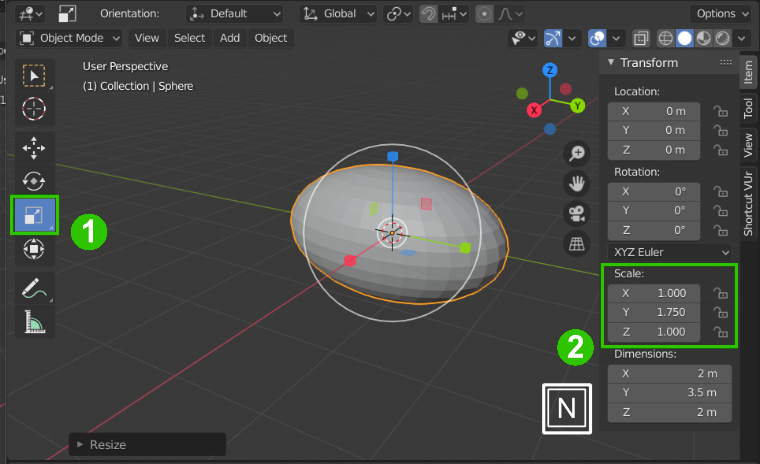 Orientation: Default Global Options
Object Mode View Select Add Object
User Perspective
(1) Collection | Sphere
Z
X
Y
1
2
N
Resize
Transform
Location:
X 0 m
Y 0 m
Z 0 m
Rotation:
X 0°
Y 0°
Z 0°
XYZ Euler
Scale:
X 1.000
Y 1.750
Z 1.000
Dimensions:
X 2 m
Y 3.5 m
Z 2 m
Item
Tool
View
Shortcut VUr